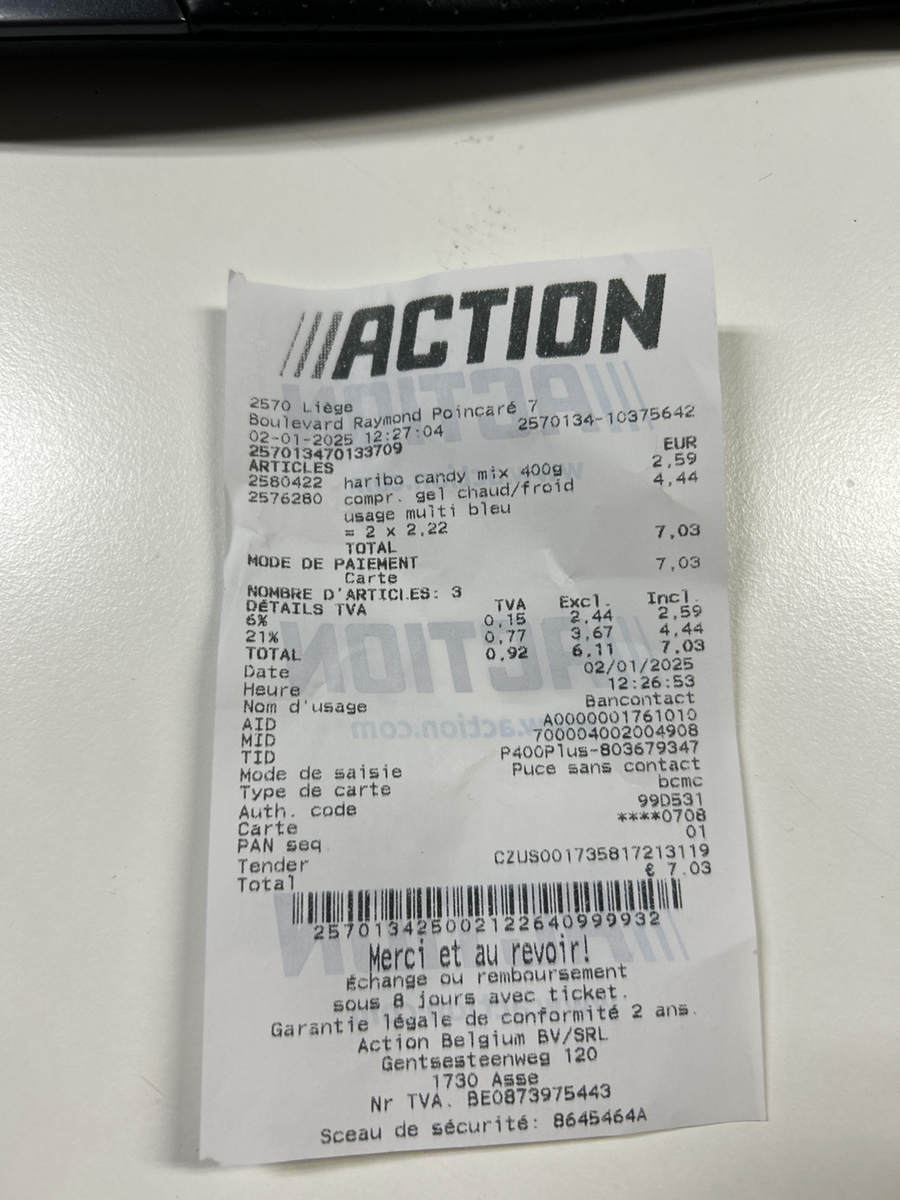 ACTION
2570 Liège
Boulevard Raymond Poincaré 7
02-01-2025 12:27:04 2570134-10375642
257013470133709
ARTICLES EUR
2580422 haribo candy mix 400g 2,59
2576280 compr. gel chaud/froid 4,44
usage multi bleu
= 2 x 2,22
TOTAL 7,03
MODE DE PAIEMENT
Carte 7,03
NOMBRE D'ARTICLES: 3
DÉTAILS TVA TVA Excl. Incl.
6% 0,15 2,44 2,59
21% 0,77 3,67 4,44
TOTAL 0,92 6,11 7,03
Date 02/01/2025
Heure 12:26:53
Nom d'usage Bancontact
AID A0000001761010
MID 700004002004908
TID P400Plus-803679347
Mode de saisie Puce sans contact
Type de carte bcmc
Auth. code 99D531
Carte ****0708
PAN seq. 01
Tender CZUS001735817213119
Total € 7.03
257013425002122640999932
Merci et au revoir!
Échange ou remboursement
sous 8 jours avec ticket.
Garantie légale de conformité 2 ans.
Action Belgium BV/SRL
Gentsesteenweg 120
1730 Asse
Nr TVA. BE0873975443
Sceau de sécurité: 8645464A